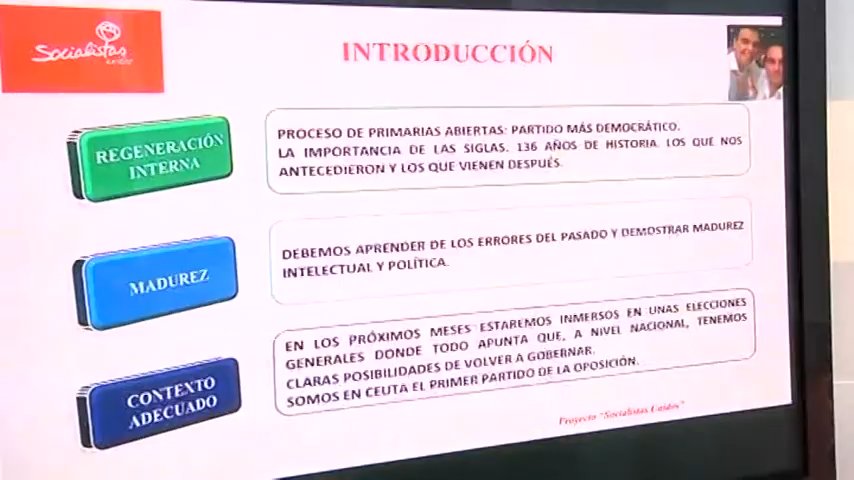 Socialistas
unidos
INTRODUCCIÓN
REGENERACIÓN
INTERNA
PROCESO DE PRIMARIAS ABIERTAS: PARTIDO MÁS DEMOCRÁTICO.
LA IMPORTANCIA DE LAS SIGLAS. 136 AÑOS DE HISTORIA. LOS QUE NOS
ANTECEDIERON Y LOS QUE VIENEN DESPUÉS.
MADUREZ
DEBEMOS APRENDER DE LOS ERRORES DEL PASADO Y DEMOSTRAR MADUREZ
INTELECTUAL Y POLÍTICA.
CONTEXTO
ADECUADO
EN LOS PRÓXIMOS MESES ESTAREMOS INMERSOS EN UNAS ELECCIONES
GENERALES DONDE TODO APUNTA QUE, A NIVEL NACIONAL, TENEMOS
CLARAS POSIBILIDADES DE VOLVER A GOBERNAR.
SOMOS EN CEUTA EL PRIMER PARTIDO DE LA OPOSICIÓN.
Proyecto "Socialistas Unidos"